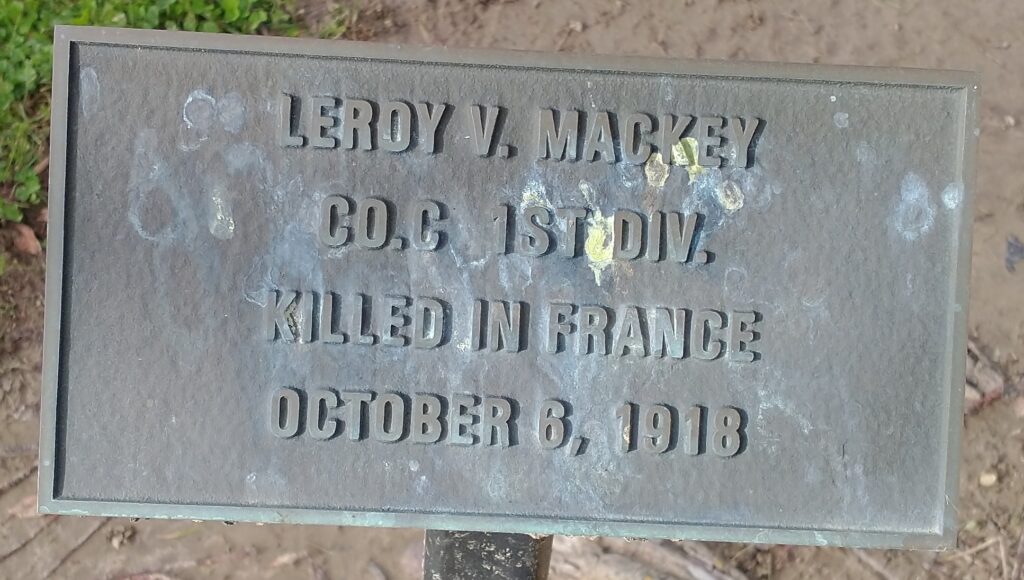 LEROY V. MACKEY
CO.C 1ST DIV.
KILLED IN FRANCE
OCTOBER 6, 1918